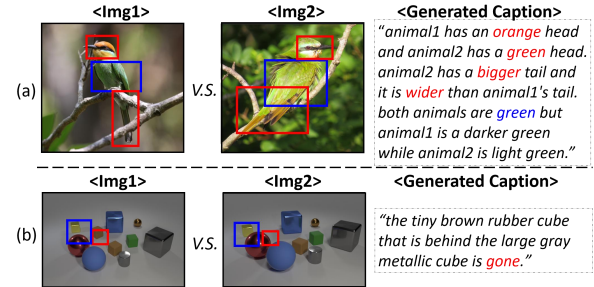 <Img1> <Img2> <Generated Caption>
(a) V.S.
“animal1 has an orange head
and animal2 has a green head.
animal2 has a bigger tail and
it is wider than animal1's tail.
both animals are green but
animal1 is a darker green
while animal2 is light green.”
<Img1> <Img2> <Generated Caption>
(b) V.S.
“the tiny brown rubber cube
that is behind the large gray
metallic cube is gone.”